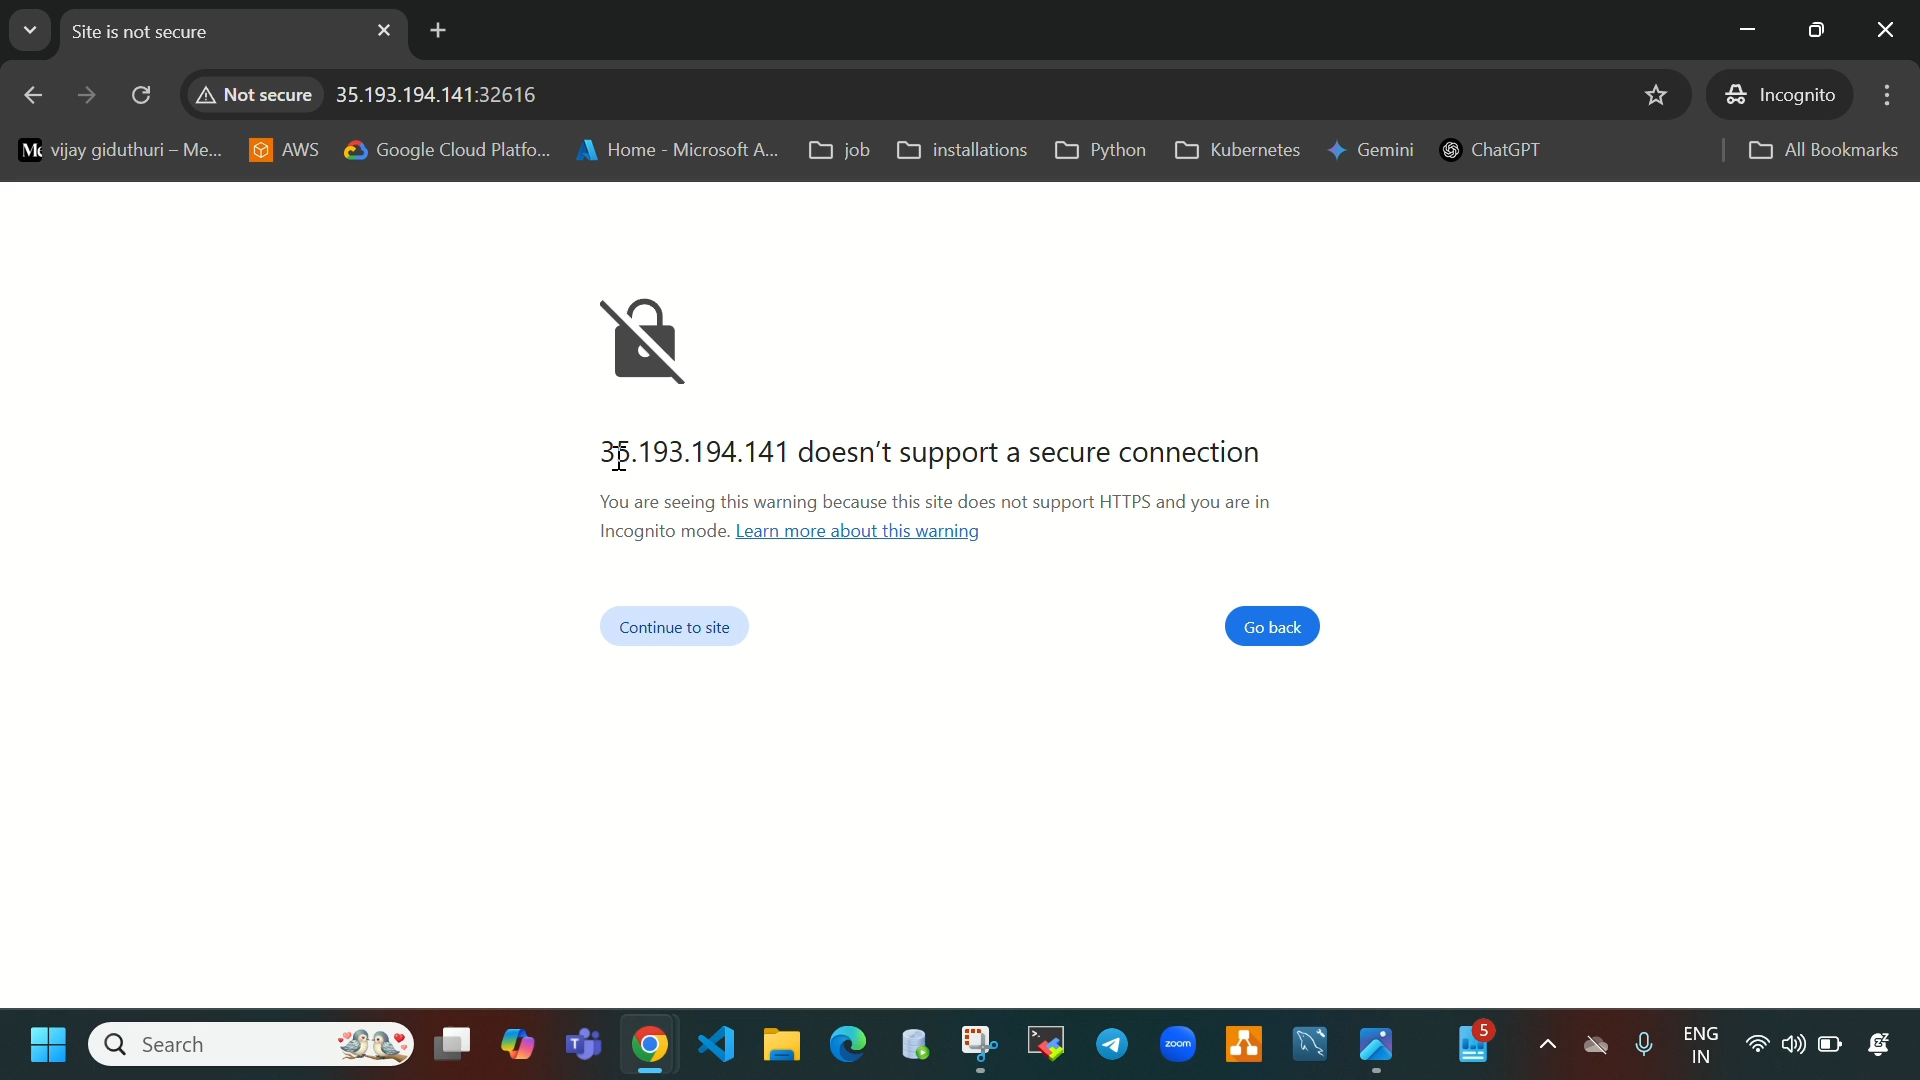 Site is not secure
Not secure 35.193.194.141:32616 Incognito
Me vijay giduthuri – Me... AWS Google Cloud Platfo... Home - Microsoft A... job installations Python Kubernetes Gemini ChatGPT All Bookmarks
35.193.194.141 doesn't support a secure connection
You are seeing this warning because this site does not support HTTPS and you are in
Incognito mode. Learn more about this warning
Continue to site Go back
Search zoom 5 ENG
IN